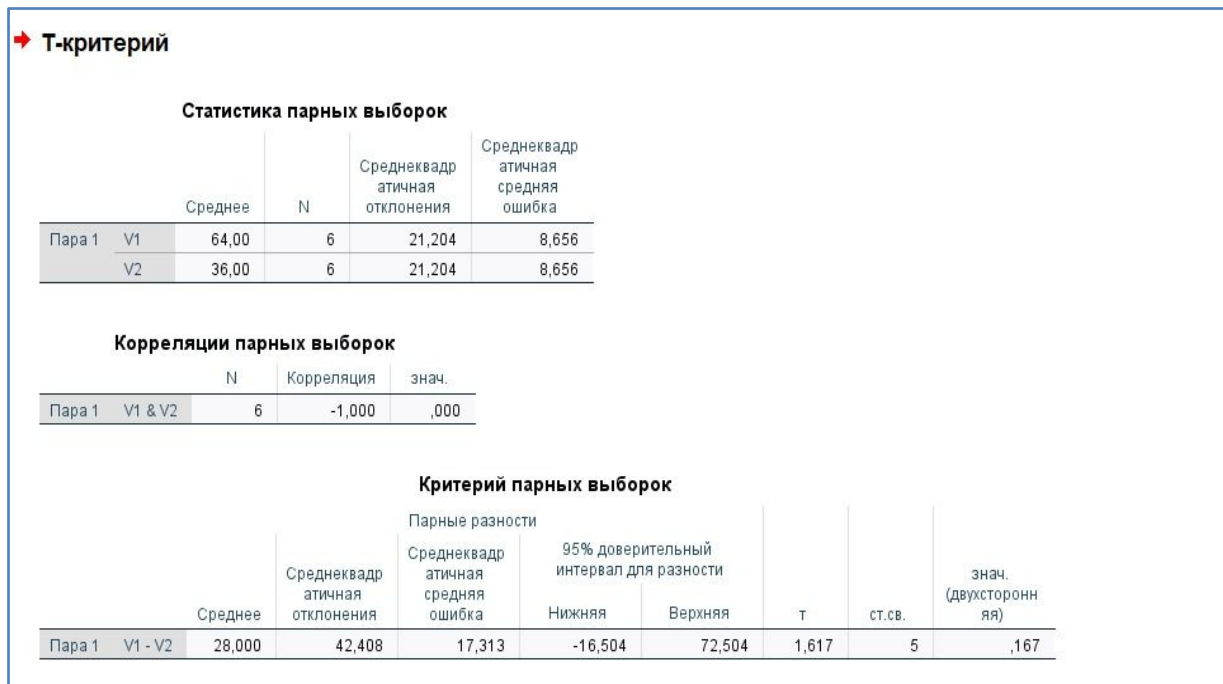 Т-критерий
Статистика парных выборок
Среднее N Среднеквадр атичная отклонения Среднеквадр атичная средняя ошибка
Пара 1 V1 64,00 6 21,204 8,656
V2 36,00 6 21,204 8,656
Корреляции парных выборок
N Корреляция знач.
Пара 1 V1 & V2 6 -1,000 ,000
Критерий парных выборок
Парные разности
Среднее Среднеквадр атичная отклонения Среднеквадр атичная средняя ошибка 95% доверительный интервал для разности Нижняя Верхняя т ст.св. знач. (двухсторонн яя)
Пара 1 V1 - V2 28,000 42,408 17,313 -16,504 72,504 1,617 5 ,167